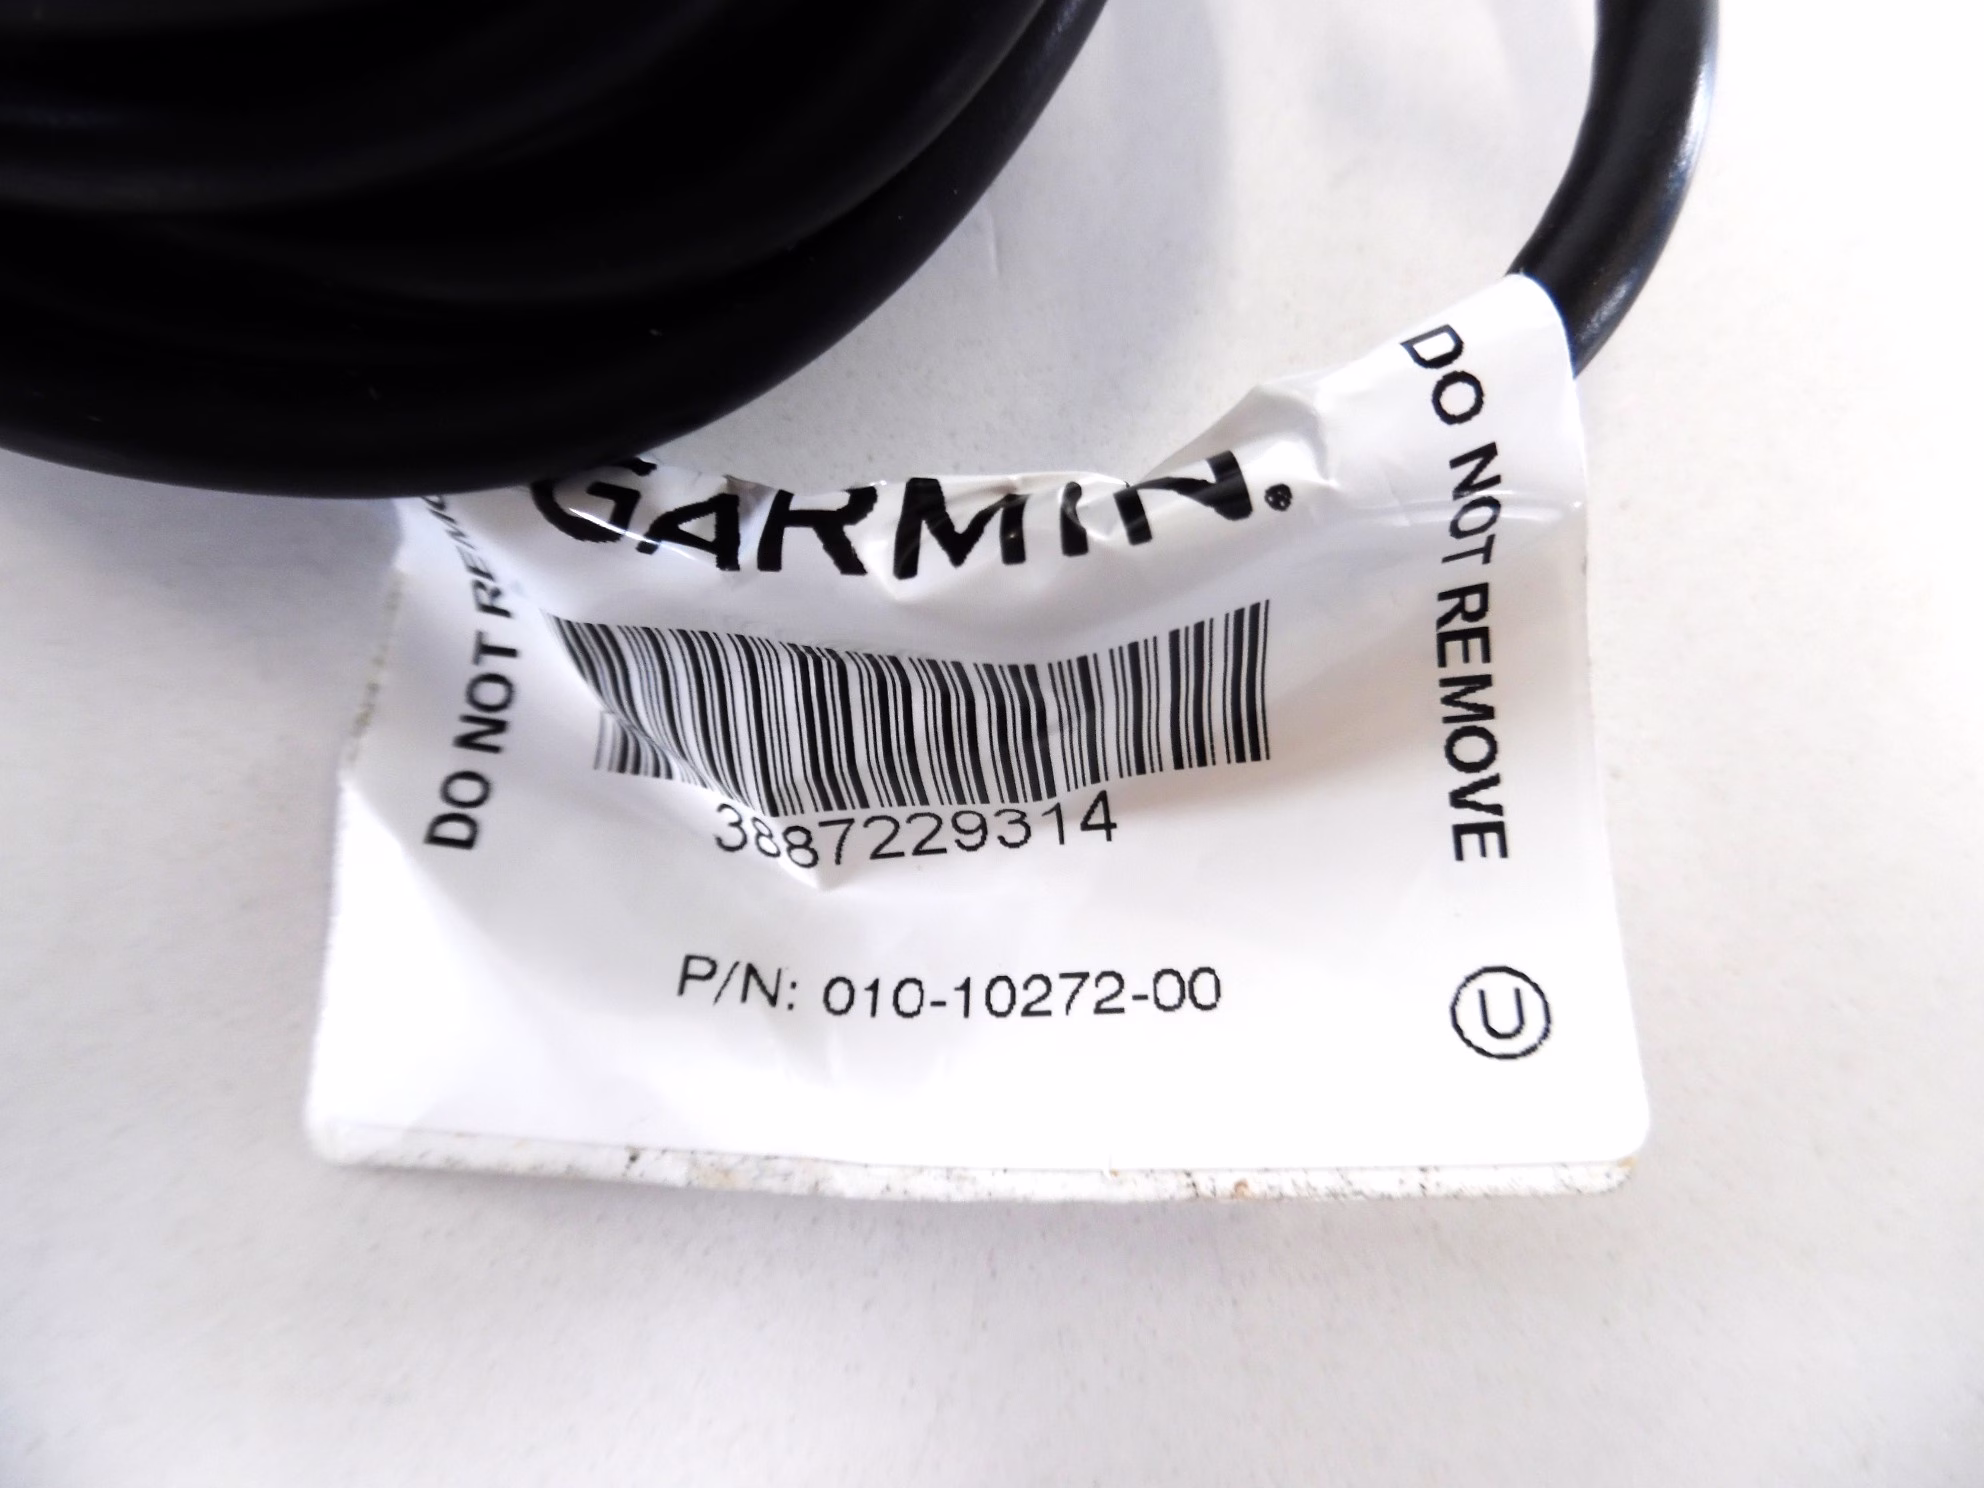 GARMIN®
DO NOT REMOVE
DO NOT
3887229314
P/N: 010-10272-00
U